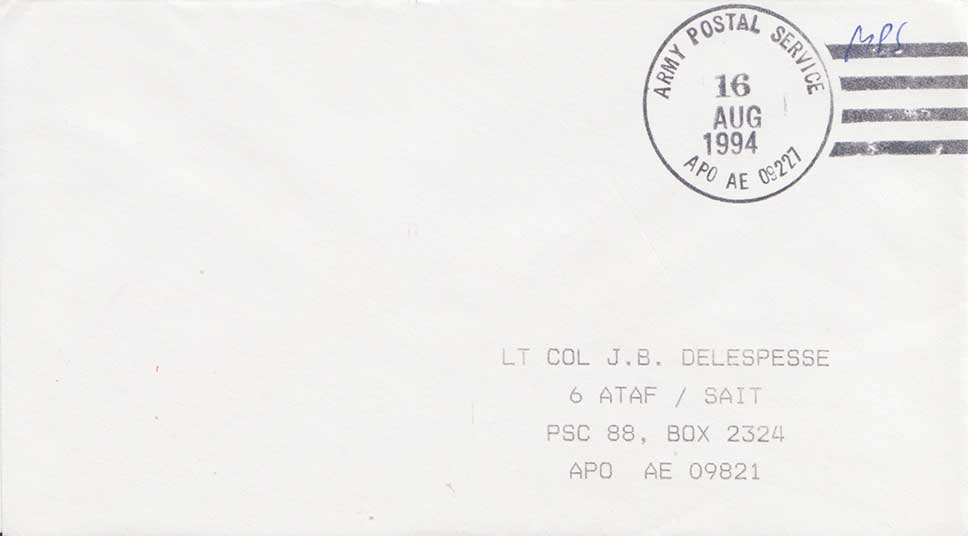 ARMY POSTAL SERVICE
16
AUG
1994
APO AE 09227
MPS
LT COL J.B. DELESPESSE
6 ATAF / SAIT
PSC 88, BOX 2324
APO AE 09821